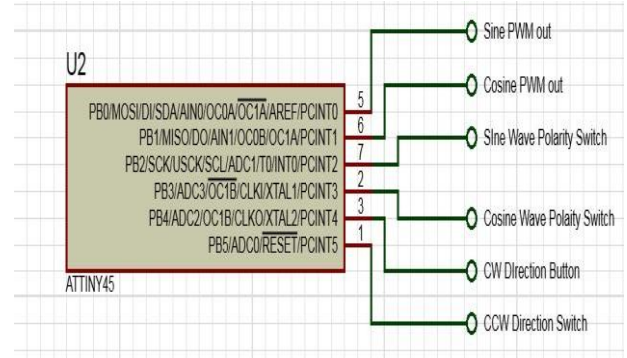 U2
PB0/MOSI/DI/SDA/AIN0/OC0A/OC1A/AREF/PCINT0
5
Sine PWM out
PB1/MISO/DO/AIN1/OC0B/OC1A/PCINT1
6
Cosine PWM out
PB2/SCK/USCK/SCL/ADC1/T0/INT0/PCINT2
7
SIne Wave Polarity Switch
PB3/ADC3/OC1B/CLKI/XTAL1/PCINT3
2
Cosine Wave Polaity Switch
PB4/ADC2/OC1B/CLKO/XTAL2/PCINT4
3
CW DIrection Button
PB5/ADC0/RESET/PCINT5
1
CCW Direction Switch
ATTINY45